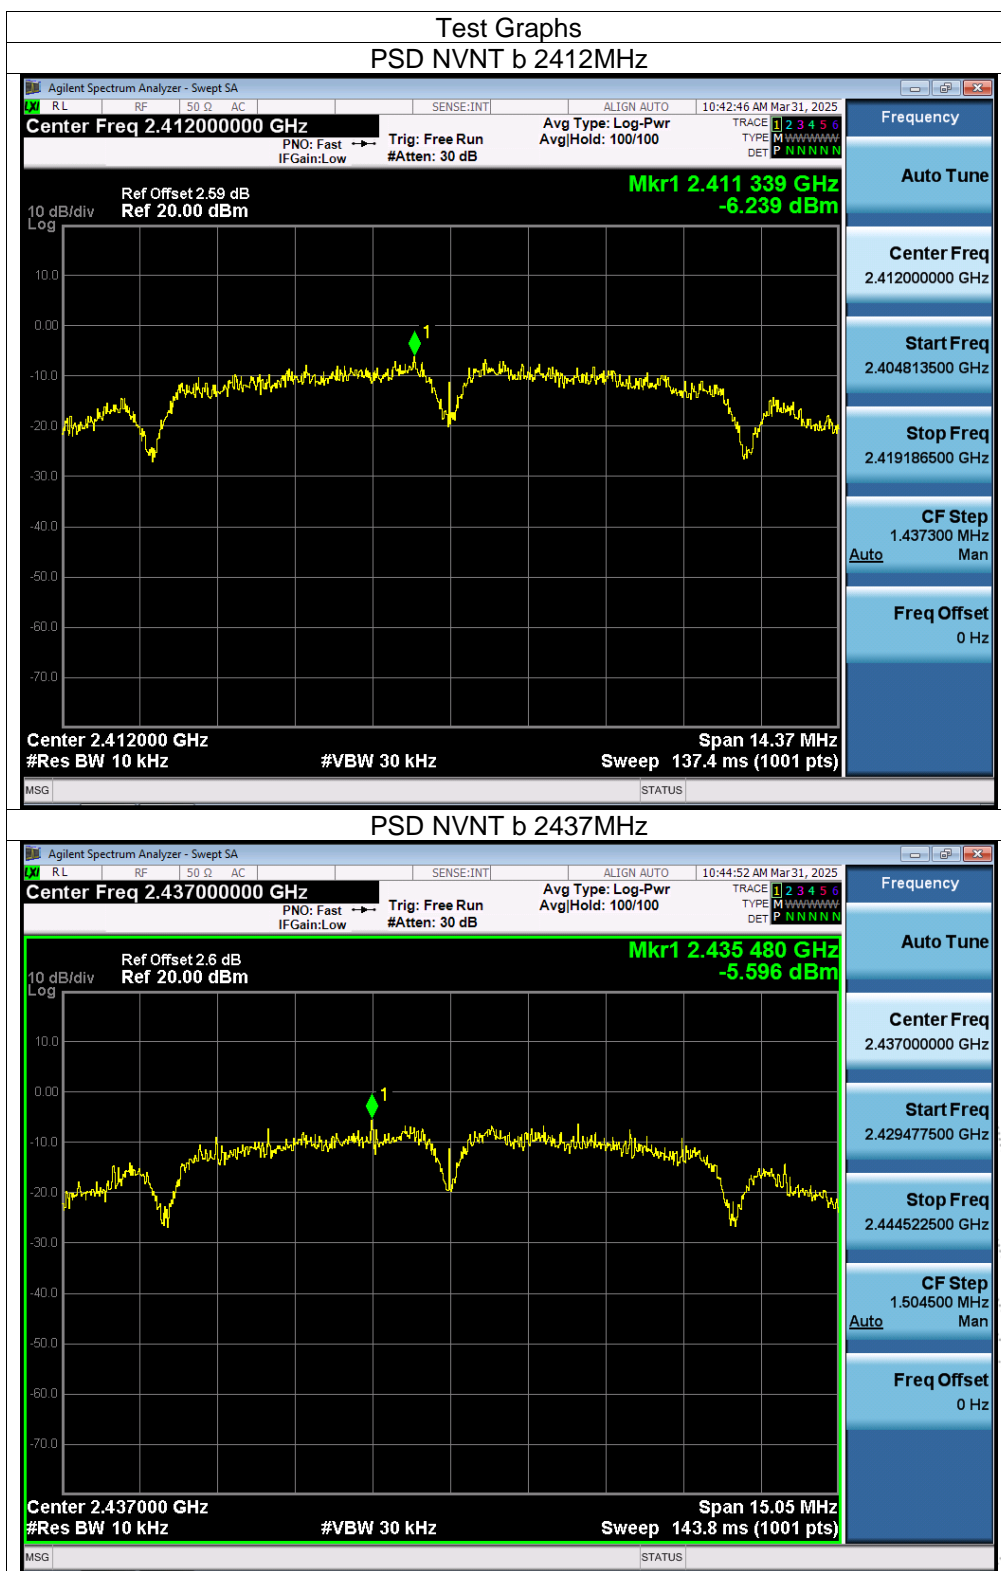 Test Graphs
PSD NVNT b 2412MHz
Agilent Spectrum Analyzer - Swept SA
LXI RL RF 50 Ω AC SENSE:INT ALIGN AUTO 10:42:46 AM Mar 31, 2025
Center Freq 2.412000000 GHz
PNO: Fast
IFGain:Low
Trig: Free Run
#Atten: 30 dB
Avg Type: Log-Pwr
Avg|Hold: 100/100
TRACE 1 2 3 4 5 6
TYPE M W W W W W
DET P N N N N N
Frequency
Auto Tune
Center Freq
2.412000000 GHz
Start Freq
2.404813500 GHz
Stop Freq
2.419186500 GHz
CF Step
1.437300 MHz
Auto Man
Freq Offset
0 Hz
Mkr1 2.411 339 GHz
-6.239 dBm
Ref Offset 2.59 dB
10 dB/div Ref 20.00 dBm
Log
10.0
0.00
-10.0
-20.0
-30.0
-40.0
-50.0
-60.0
-70.0
1
Center 2.412000 GHz Span 14.37 MHz
#Res BW 10 kHz #VBW 30 kHz Sweep 137.4 ms (1001 pts)
MSG STATUS
PSD NVNT b 2437MHz
Agilent Spectrum Analyzer - Swept SA
LXI RL RF 50 Ω AC SENSE:INT ALIGN AUTO 10:44:52 AM Mar 31, 2025
Center Freq 2.437000000 GHz
PNO: Fast
IFGain:Low
Trig: Free Run
#Atten: 30 dB
Avg Type: Log-Pwr
Avg|Hold: 100/100
TRACE 1 2 3 4 5 6
TYPE M W W W W W
DET P N N N N N
Frequency
Auto Tune
Center Freq
2.437000000 GHz
Start Freq
2.429477500 GHz
Stop Freq
2.444522500 GHz
CF Step
1.504500 MHz
Auto Man
Freq Offset
0 Hz
Mkr1 2.435 480 GHz
-5.596 dBm
Ref Offset 2.6 dB
10 dB/div Ref 20.00 dBm
Log
10.0
0.00
-10.0
-20.0
-30.0
-40.0
-50.0
-60.0
-70.0
1
Center 2.437000 GHz Span 15.05 MHz
#Res BW 10 kHz #VBW 30 kHz Sweep 143.8 ms (1001 pts)
MSG STATUS